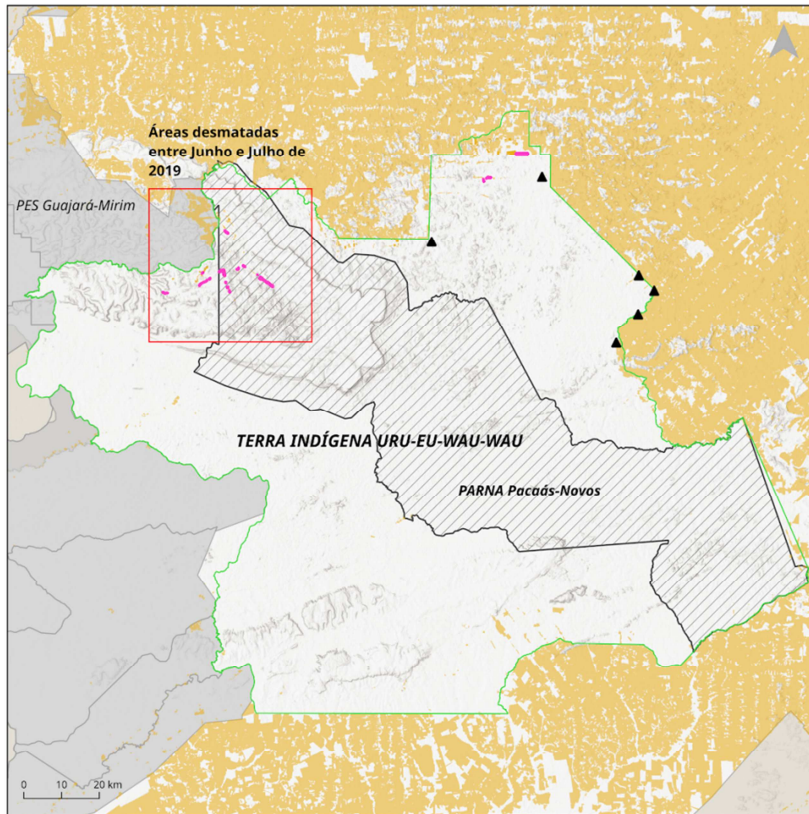 Áreas desmatadas
entre Junho e Julho de
2019
PES Guajará-Mirim
TERRA INDÍGENA URU-EU-WAU-WAU
PARNA Pacaás-Novos
0 10 20 km